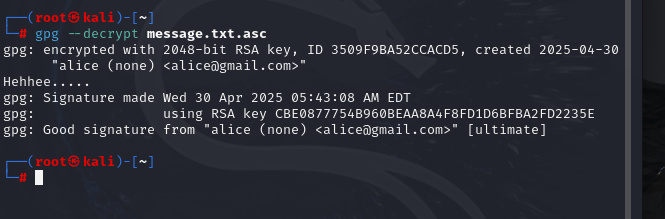 ┌──(root㉿kali)-[~]
└─# gpg --decrypt message.txt.asc
gpg: encrypted with 2048-bit RSA key, ID 3509F9BA52CCACD5, created 2025-04-30
      "alice (none) <alice@gmail.com>"
Hehhee.....
gpg: Signature made Wed 30 Apr 2025 05:43:08 AM EDT
gpg:                using RSA key CBE0877754B960BEAA8A4F8FD1D6BFBA2FD2235E
gpg: Good signature from "alice (none) <alice@gmail.com>" [ultimate]
┌──(root㉿kali)-[~]
└─#